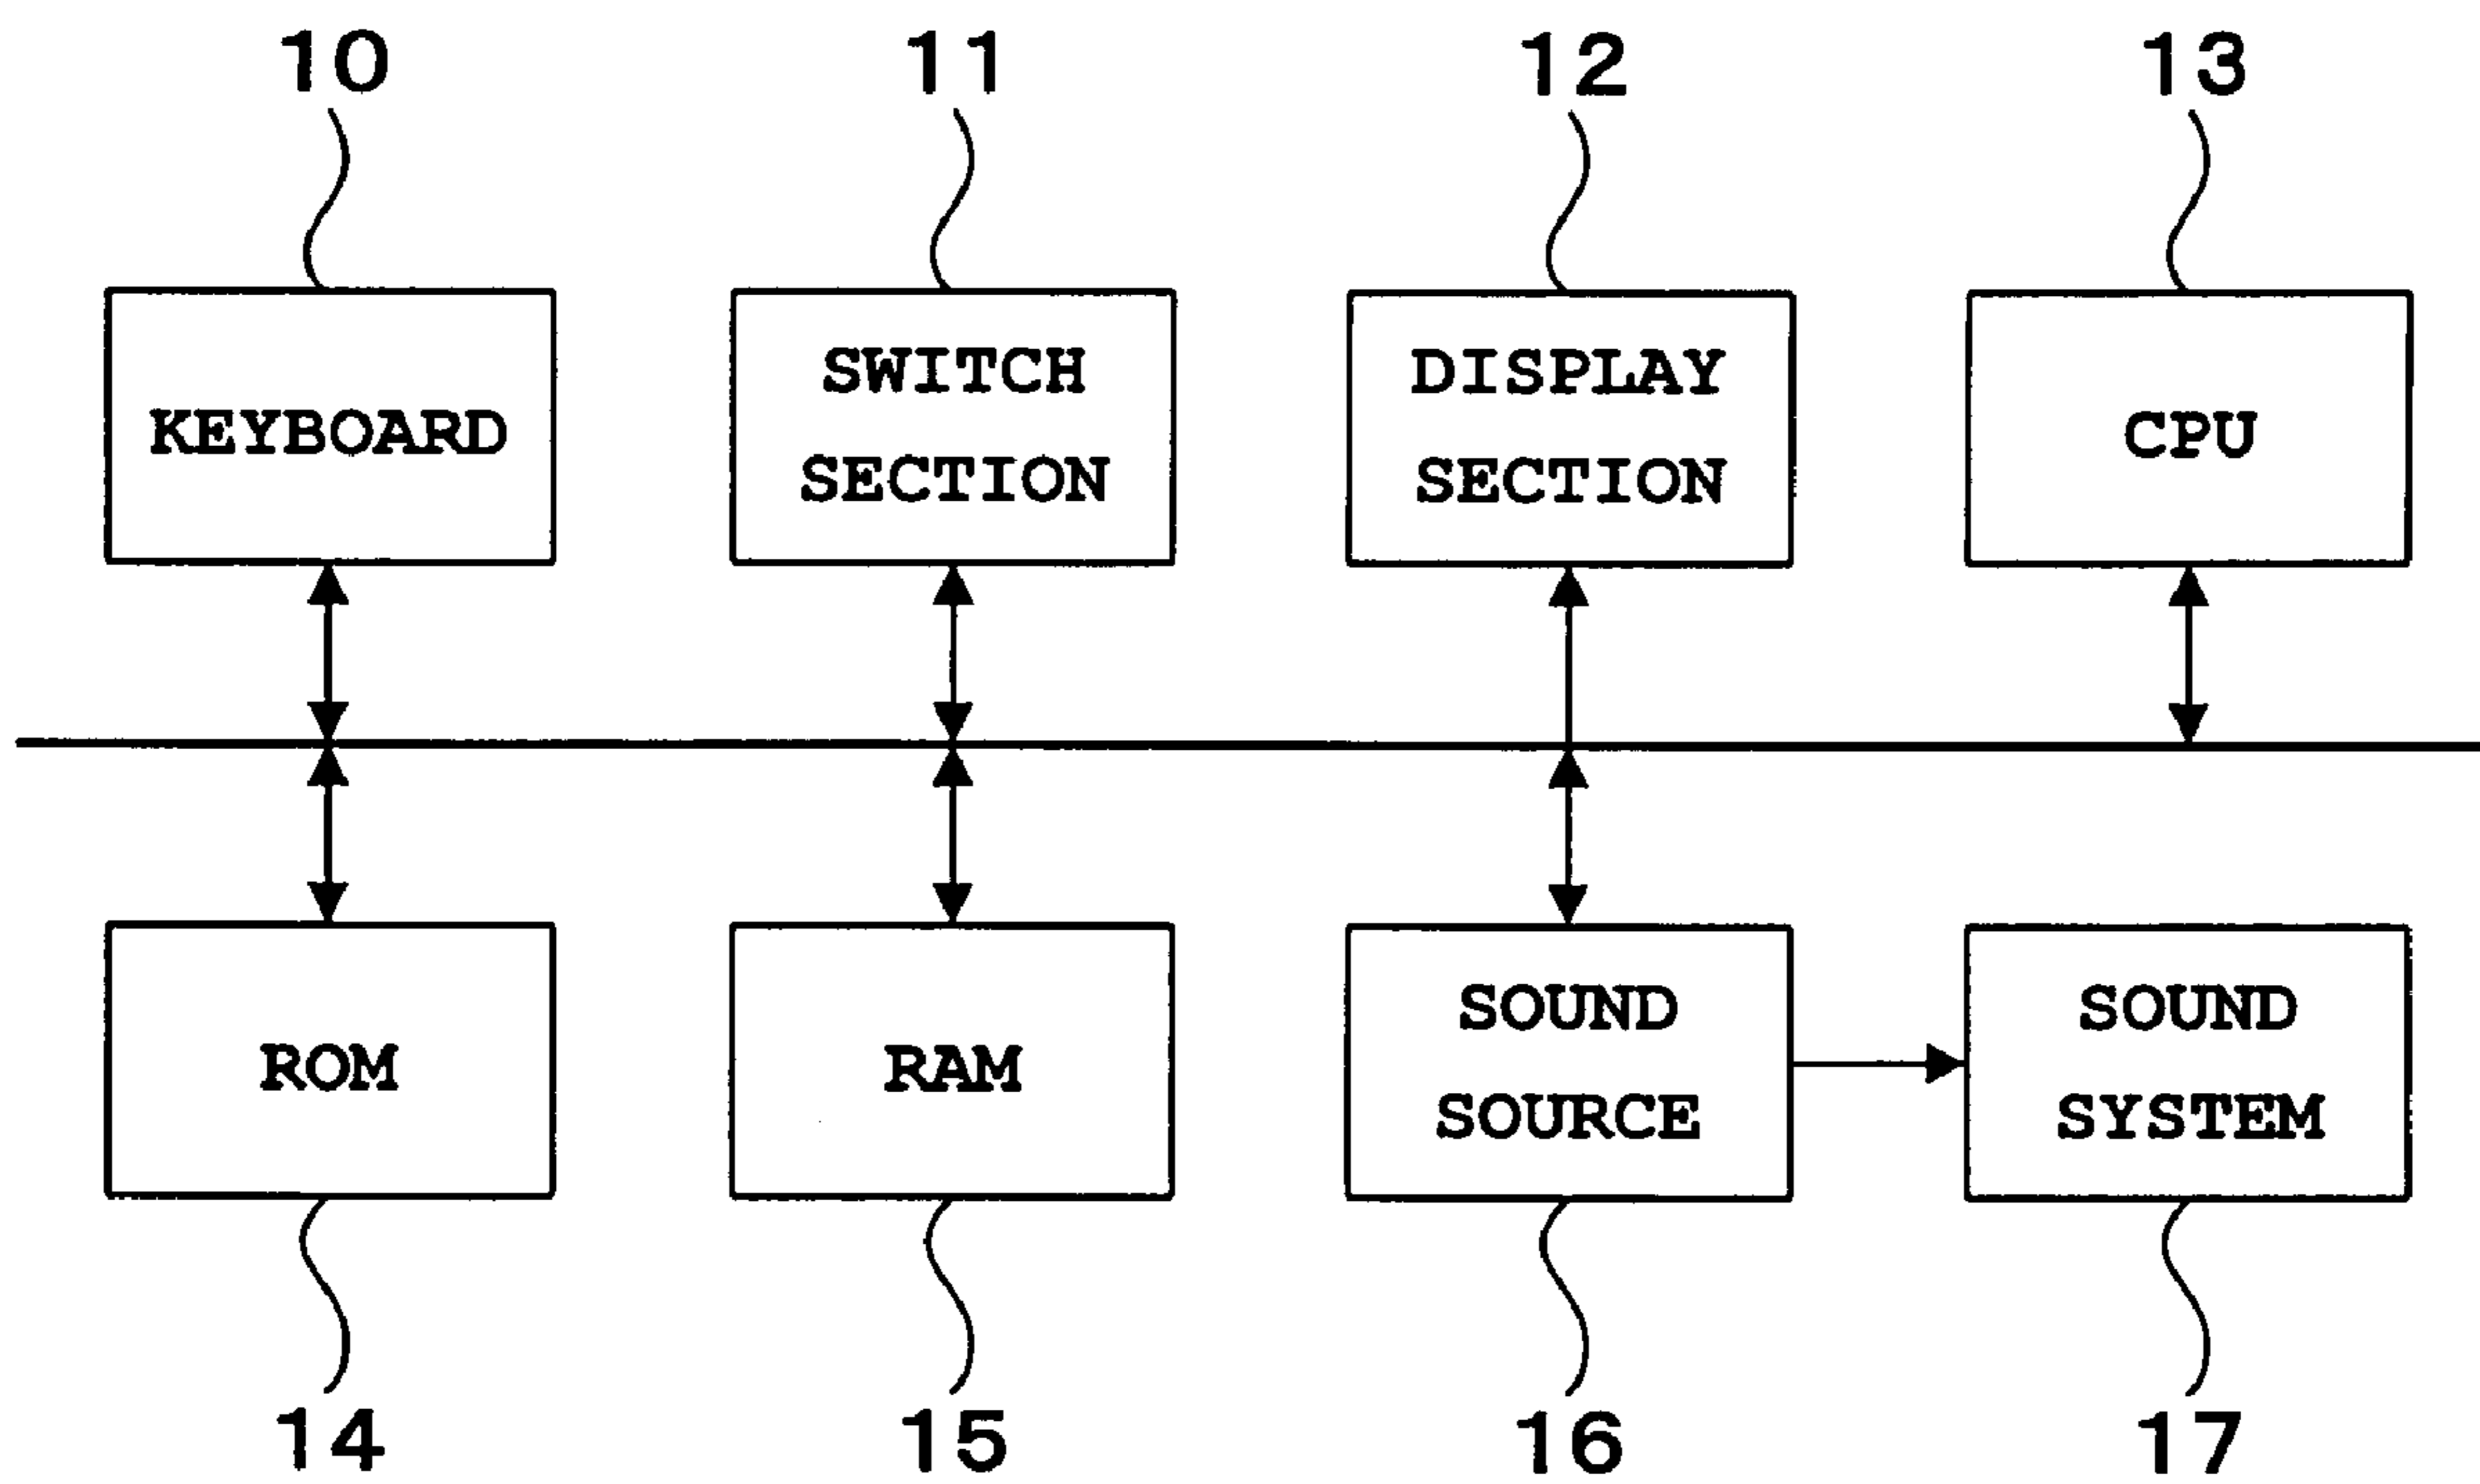 10 11 12 13
KEYBOARD
SWITCH
SECTION
DISPLAY
SECTION
CPU
ROM
RAM
SOUND
SOURCE
SOUND
SYSTEM
14 15 16 17